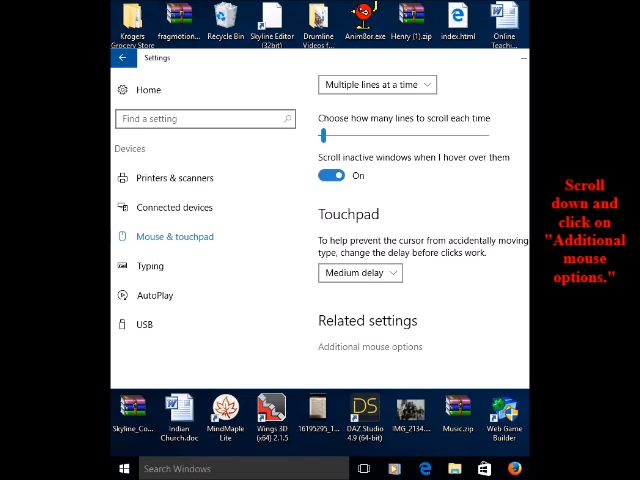 Krogers Grocery Store
fragmotion...
Recycle Bin
Skyline Editor (32bit)
Drumline Videos f...
Anim8or.exe
Henry (1).zip
index.html
Online Teachi...
Settings
Home
Find a setting
Devices
Printers & scanners
Connected devices
Mouse & touchpad
Typing
AutoPlay
USB
Multiple lines at a time
Choose how many lines to scroll each time
Scroll inactive windows when I hover over them
On
Touchpad
To help prevent the cursor from accidentally moving
type, change the delay before clicks work.
Medium delay
Related settings
Additional mouse options
Scroll
down and
click on
"Additional
mouse
options."
Skyline_Co...
Indian Church.doc
MindMaple Lite
Wings 3D (x64) 2.1.5
16195295_1...
DS
DAZ Studio 4.9 (64-bit)
IMG_2134...
Music.zip
Web Game Builder
Search Windows